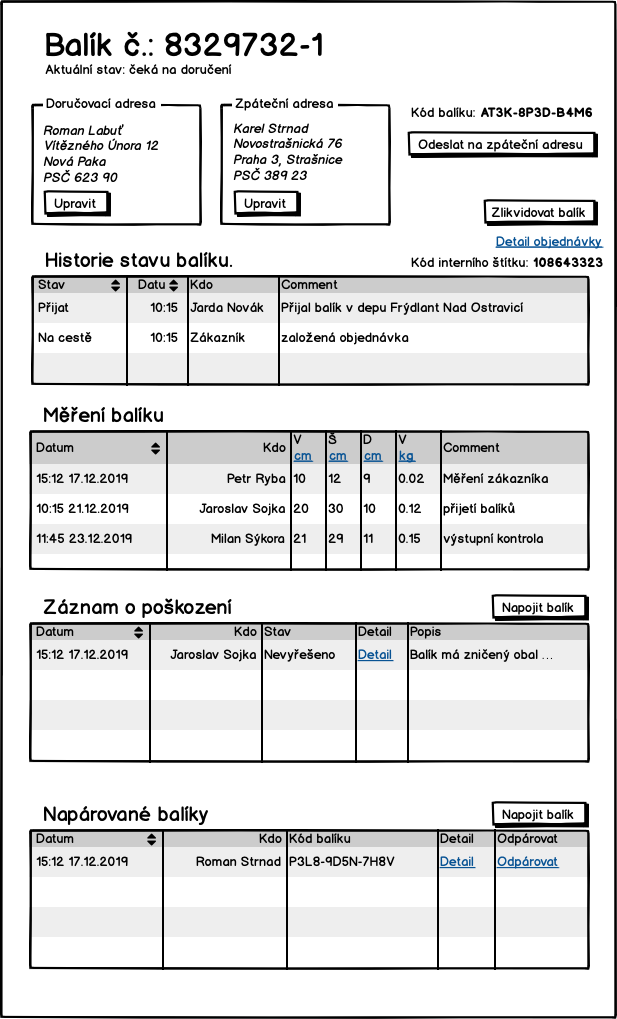 Balík č.: 8329732-1
Aktuální stav: čeká na doručení
Doručovací adresa
Roman Labuť
Vítězného Února 12
Nová Paka
PSČ 623 90
Upravit
Zpáteční adresa
Karel Strnad
Novostrašnická 76
Praha 3, Strašnice
PSČ 389 23
Upravit
Kód balíku: AT3K-8P3D-B4M6
Odeslat na zpáteční adresu
Zlikvidovat balík
Detail objednávky
Kód interního štítku: 108643323
Historie stavu balíku.
Stav Datu Kdo Comment
Přijat 10:15 Jarda Novák Přijal balík v depu Frýdlant Nad Ostravicí
Na cestě 10:15 Zákazník založená objednávka
Měření balíku
Datum Kdo V cm Š cm D cm V kg Comment
15:12 17.12.2019 Petr Ryba 10 12 9 0.02 Měření zákazníka
10:15 21.12.2019 Jaroslav Sojka 20 30 10 0.12 přijetí balíků
11:45 23.12.2019 Milan Sýkora 21 29 11 0.15 výstupní kontrola
Záznam o poškození
Napojit balík
Datum Kdo Stav Detail Popis
15:12 17.12.2019 Jaroslav Sojka Nevyřešeno Detail Balík má zničený obal ...
Napárované balíky
Napojit balík
Datum Kdo Kód balíku Detail Odpárovat
15:12 17.12.2019 Roman Strnad P3L8-9D5N-7H8V Detail Odpárovat